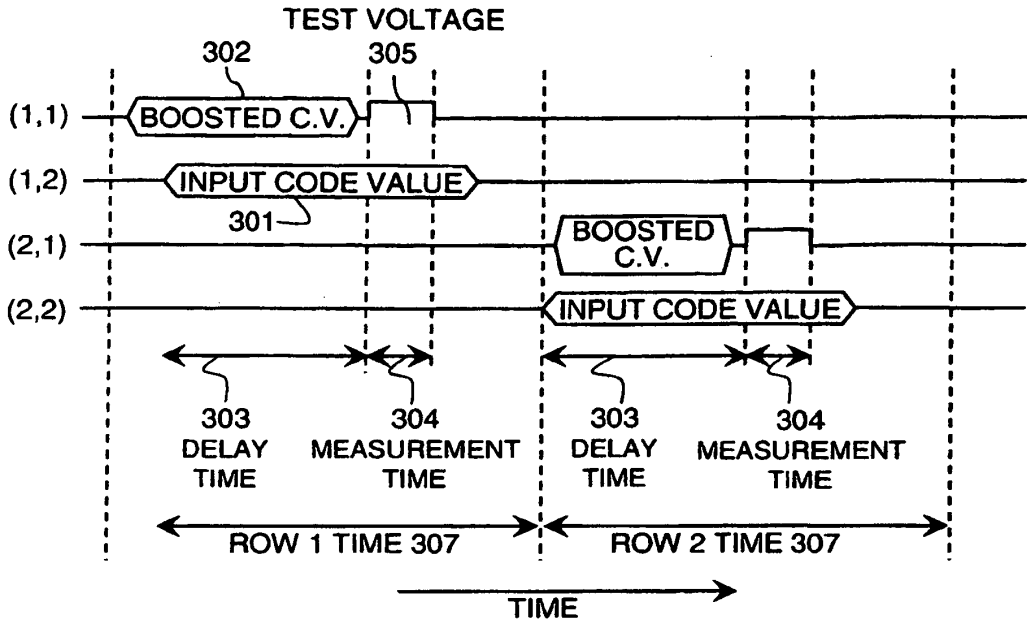 TEST VOLTAGE
302
305
(1,1)
BOOSTED C.V.
(1,2)
INPUT CODE VALUE
301
(2,1)
BOOSTED
C.V.
(2,2)
INPUT CODE VALUE
303
DELAY
TIME
304
MEASUREMENT
TIME
303
DELAY
TIME
304
MEASUREMENT
TIME
ROW 1 TIME 307
ROW 2 TIME 307
TIME